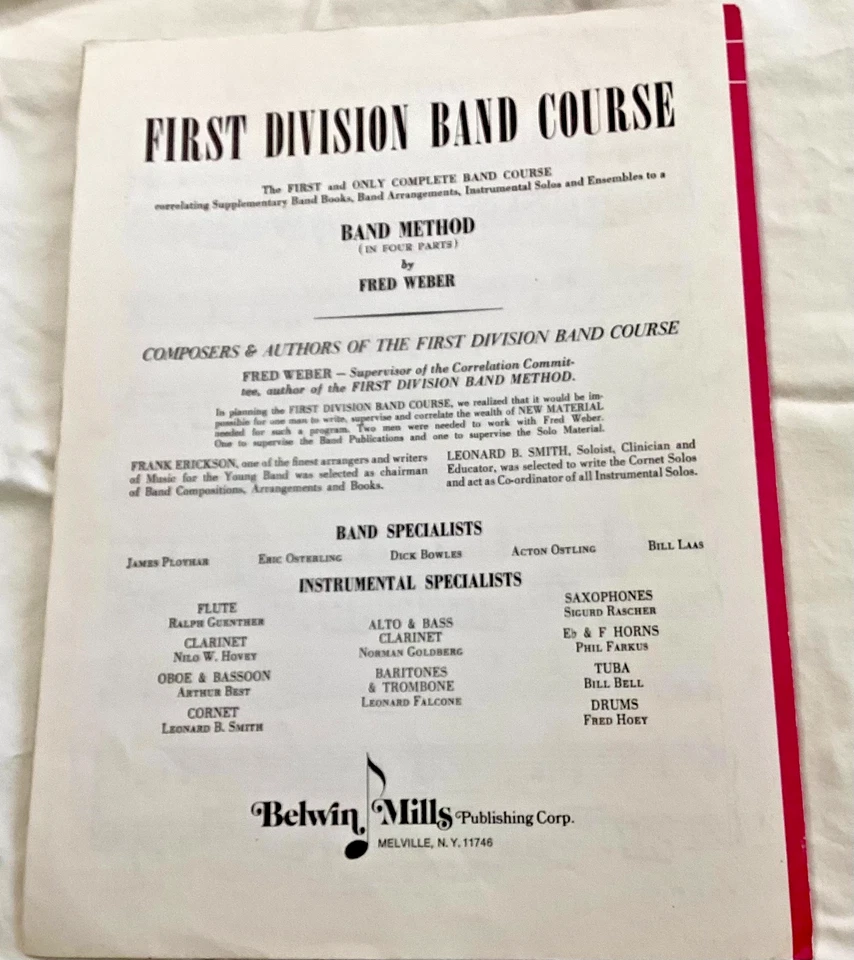 FIRST DIVISION BAND COURSE
The FIRST and ONLY COMPLETE BAND COURSE
correlating Supplementary Band Books, Band Arrangements, Instrumental Solos and Ensembles to a
BAND METHOD
(IN FOUR PARTS)
by
FRED WEBER
COMPOSERS & AUTHORS OF THE FIRST DIVISION BAND COURSE
FRED WEBER — Supervisor of the Correlation Commit-
tee, author of the FIRST DIVISION BAND METHOD.
In planning the FIRST DIVISION BAND COURSE, we realized that it would be im-
possible for one man to write, supervise and correlate the wealth of NEW MATERIAL
needed for such a program. Two men were needed to work with Fred Weber.
One to supervise the Band Publications and one to supervise the Solo Material.
FRANK ERICKSON, one of the finest arrangers and writers
of Music for the Young Band was selected as chairman
of Band Compositions, Arrangements and Books.
LEONARD B. SMITH, Soloist, Clinician and
Educator, was selected to write the Cornet Solos
and act as Co-ordinator of all Instrumental Solos.
BAND SPECIALISTS
JAMES PLOYHAR ERIC OSTERLING DICK BOWLES ACTON OSTLING BILL LAAS
INSTRUMENTAL SPECIALISTS
FLUTE
RALPH GUENTHER
CLARINET
NILO W. HOVEY
OBOE & BASSOON
ARTHUR BEST
CORNET
LEONARD B. SMITH
ALTO & BASS
CLARINET
NORMAN GOLDBERG
BARITONES
& TROMBONE
LEONARD FALCONE
SAXOPHONES
SIGURD RASCHER
E♭ & F HORNS
PHIL FARKUS
TUBA
BILL BELL
DRUMS
FRED HOEY
Belwin Mills Publishing Corp.
MELVILLE, N.Y. 11746